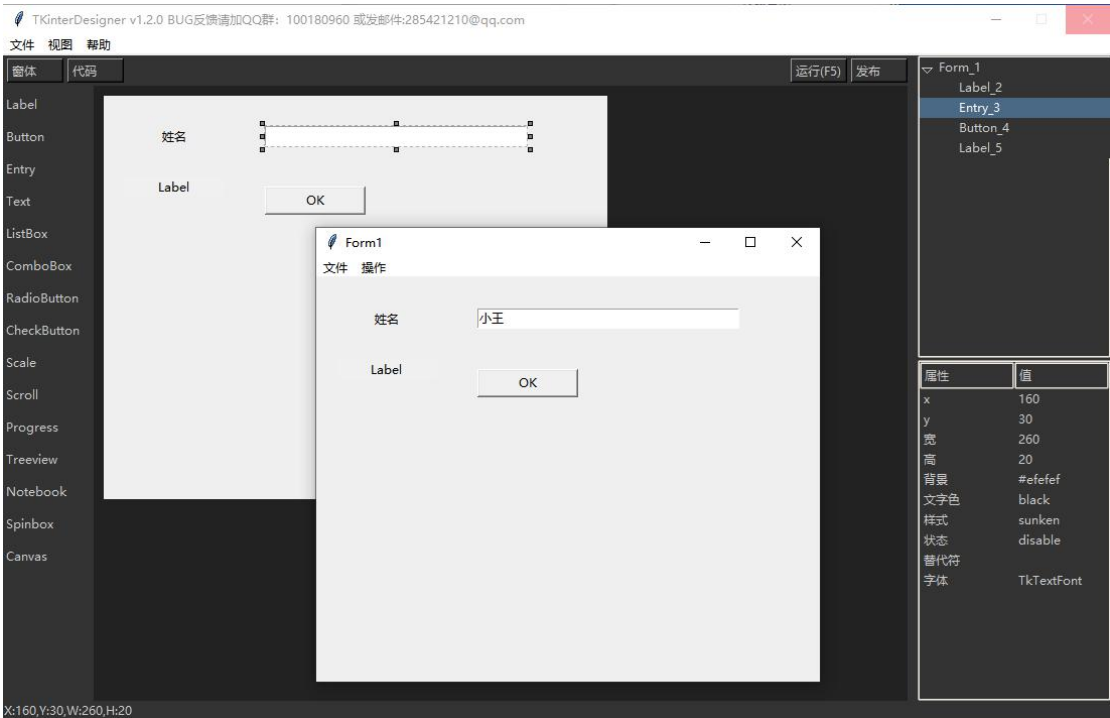 TKinterDesigner v1.2.0 BUG反馈请加QQ群：100180960 或发邮件:285421210@qq.com
文件 视图 帮助
窗体 代码 运行(F5) 发布
Label
Button
Entry
Text
ListBox
ComboBox
RadioButton
CheckButton
Scale
Scroll
Progress
Treeview
Notebook
Spinbox
Canvas
姓名
Label
OK
Form1
文件 操作
姓名 小王
Label
OK
Form_1
Label_2
Entry_3
Button_4
Label_5
属性 值
x 160
y 30
宽 260
高 20
背景 #efefef
文字色 black
样式 sunken
状态 disable
替代符
字体 TkTextFont
X:160,Y:30,W:260,H:20